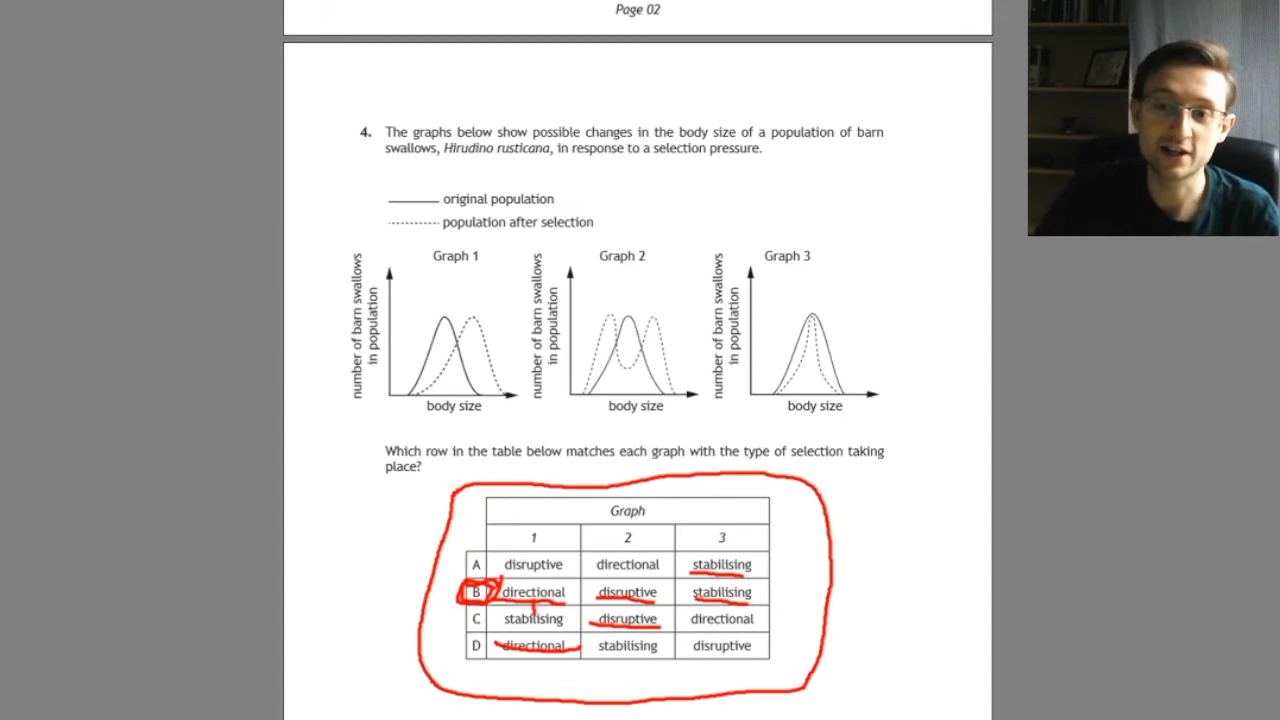 Page 02
4. The graphs below show possible changes in the body size of a population of barn
swallows, Hirudino rusticana, in response to a selection pressure.
original population
population after selection
Graph 1
Graph 2
Graph 3
number of barn swallows
in population
number of barn swallows
in population
number of barn swallows
in population
body size
body size
body size
Which row in the table below matches each graph with the type of selection taking
place?
Graph
1 2 3
A disruptive directional stabilising
B directional disruptive stabilising
C stabilising disruptive directional
D directional stabilising disruptive